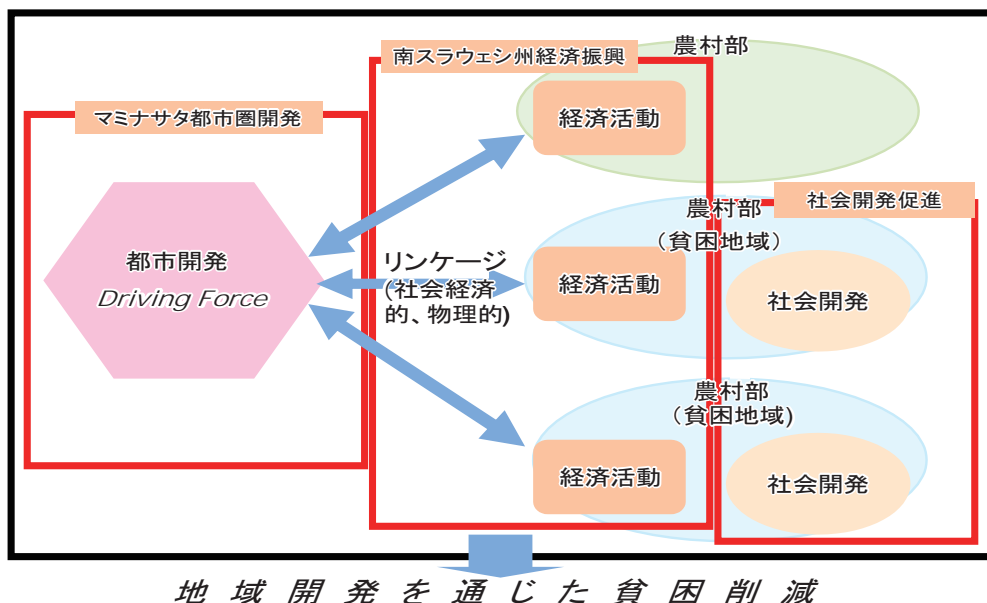 農村部
南スラウェシ州経済振興
マミナサタ都市圏開発
経済活動
社会開発促進
農村部
（貧困地域）
都市開発
Driving Force
リンケージ
(社会経済
的、物理的)
経済活動
社会開発
農村部
（貧困地域)
経済活動
社会開発
地域開発を通じた貧困削減